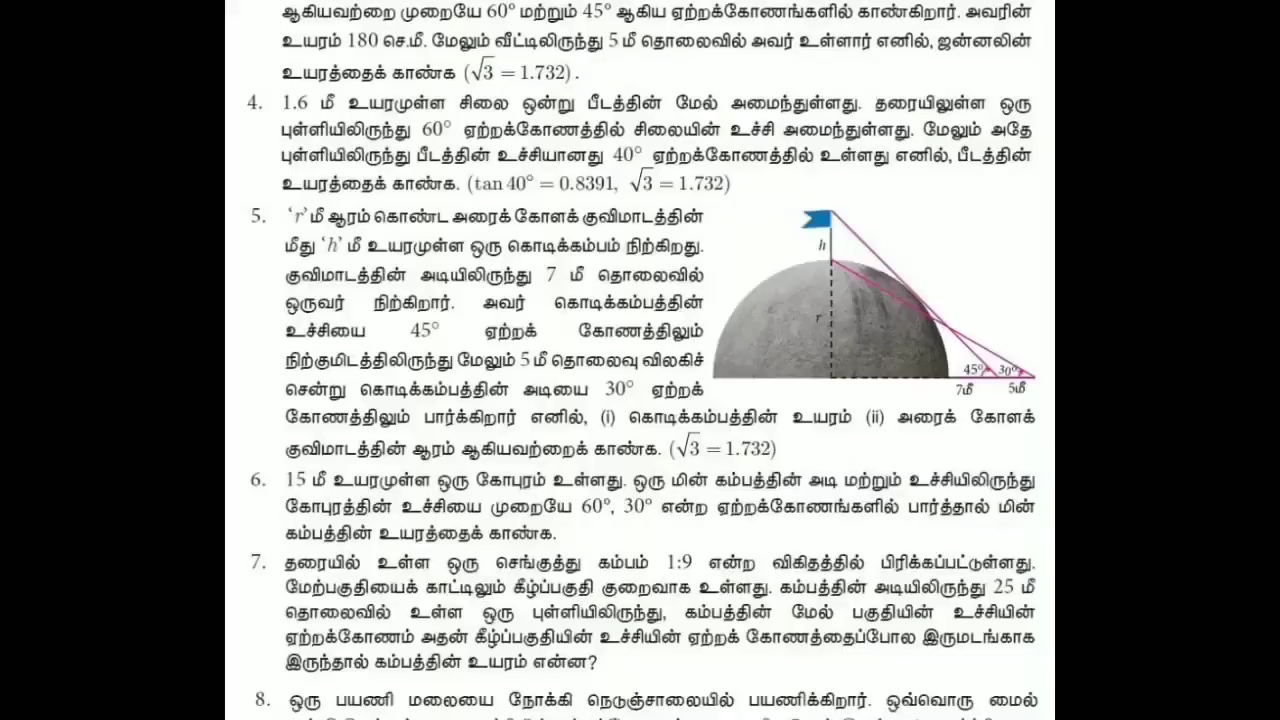 ஆகியவற்றை முறையே 60° மற்றும் 45° ஆகிய ஏற்றக்கோணங்களில் காண்கிறார். அவரின்
உயரம் 180 செ.மீ. மேலும் வீட்டிலிருந்து 5 மீ தொலைவில் அவர் உள்ளார் எனில், ஜன்னலின்
உயரத்தைக் காண்க (√3 = 1.732).
4. 1.6 மீ உயரமுள்ள சிலை ஒன்று பீடத்தின் மேல் அமைந்துள்ளது. தரையிலுள்ள ஒரு
புள்ளியிலிருந்து 60° ஏற்றக்கோணத்தில் சிலையின் உச்சி அமைந்துள்ளது. மேலும் அதே
புள்ளியிலிருந்து பீடத்தின் உச்சியானது 40° ஏற்றக்கோணத்தில் உள்ளது எனில், பீடத்தின்
உயரத்தைக் காண்க. (tan 40° = 0.8391, √3 = 1.732)
5. ‘r’ மீ ஆரம் கொண்ட அரைக் கோளக் குவிமாடத்தின்
மீது ‘h’ மீ உயரமுள்ள ஒரு கொடிக்கம்பம் நிற்கிறது.
குவிமாடத்தின் அடியிலிருந்து 7 மீ தொலைவில்
ஒருவர் நிற்கிறார். அவர் கொடிக்கம்பத்தின்
உச்சியை 45° ஏற்றக் கோணத்திலும்
நிற்குமிடத்திலிருந்து மேலும் 5 மீ தொலைவு விலகிச்
சென்று கொடிக்கம்பத்தின் அடியை 30° ஏற்றக்
கோணத்திலும் பார்க்கிறார் எனில், (i) கொடிக்கம்பத்தின் உயரம் (ii) அரைக் கோளக்
குவிமாடத்தின் ஆரம் ஆகியவற்றைக் காண்க. (√3 = 1.732)
h
r
45° 30°
7மீ 5மீ
6. 15 மீ உயரமுள்ள ஒரு கோபுரம் உள்ளது. ஒரு மின் கம்பத்தின் அடி மற்றும் உச்சியிலிருந்து
கோபுரத்தின் உச்சியை முறையே 60°, 30° என்ற ஏற்றக்கோணங்களில் பார்த்தால் மின்
கம்பத்தின் உயரத்தைக் காண்க.
7. தரையில் உள்ள ஒரு செங்குத்து கம்பம் 1:9 என்ற விகிதத்தில் பிரிக்கப்பட்டுள்ளது.
மேற்பகுதியைக் காட்டிலும் கீழ்ப்பகுதி குறைவாக உள்ளது. கம்பத்தின் அடியிலிருந்து 25 மீ
தொலைவில் உள்ள ஒரு புள்ளியிலிருந்து, கம்பத்தின் மேல் பகுதியின் உச்சியின்
ஏற்றக்கோணம் அதன் கீழ்ப்பகுதியின் உச்சியின் ஏற்றக் கோணத்தைப்போல இருமடங்காக
இருந்தால் கம்பத்தின் உயரம் என்ன?
8. ஒரு பயணி மலையை நோக்கி நெடுஞ்சாலையில் பயணிக்கிறார். ஒவ்வொரு மைல்